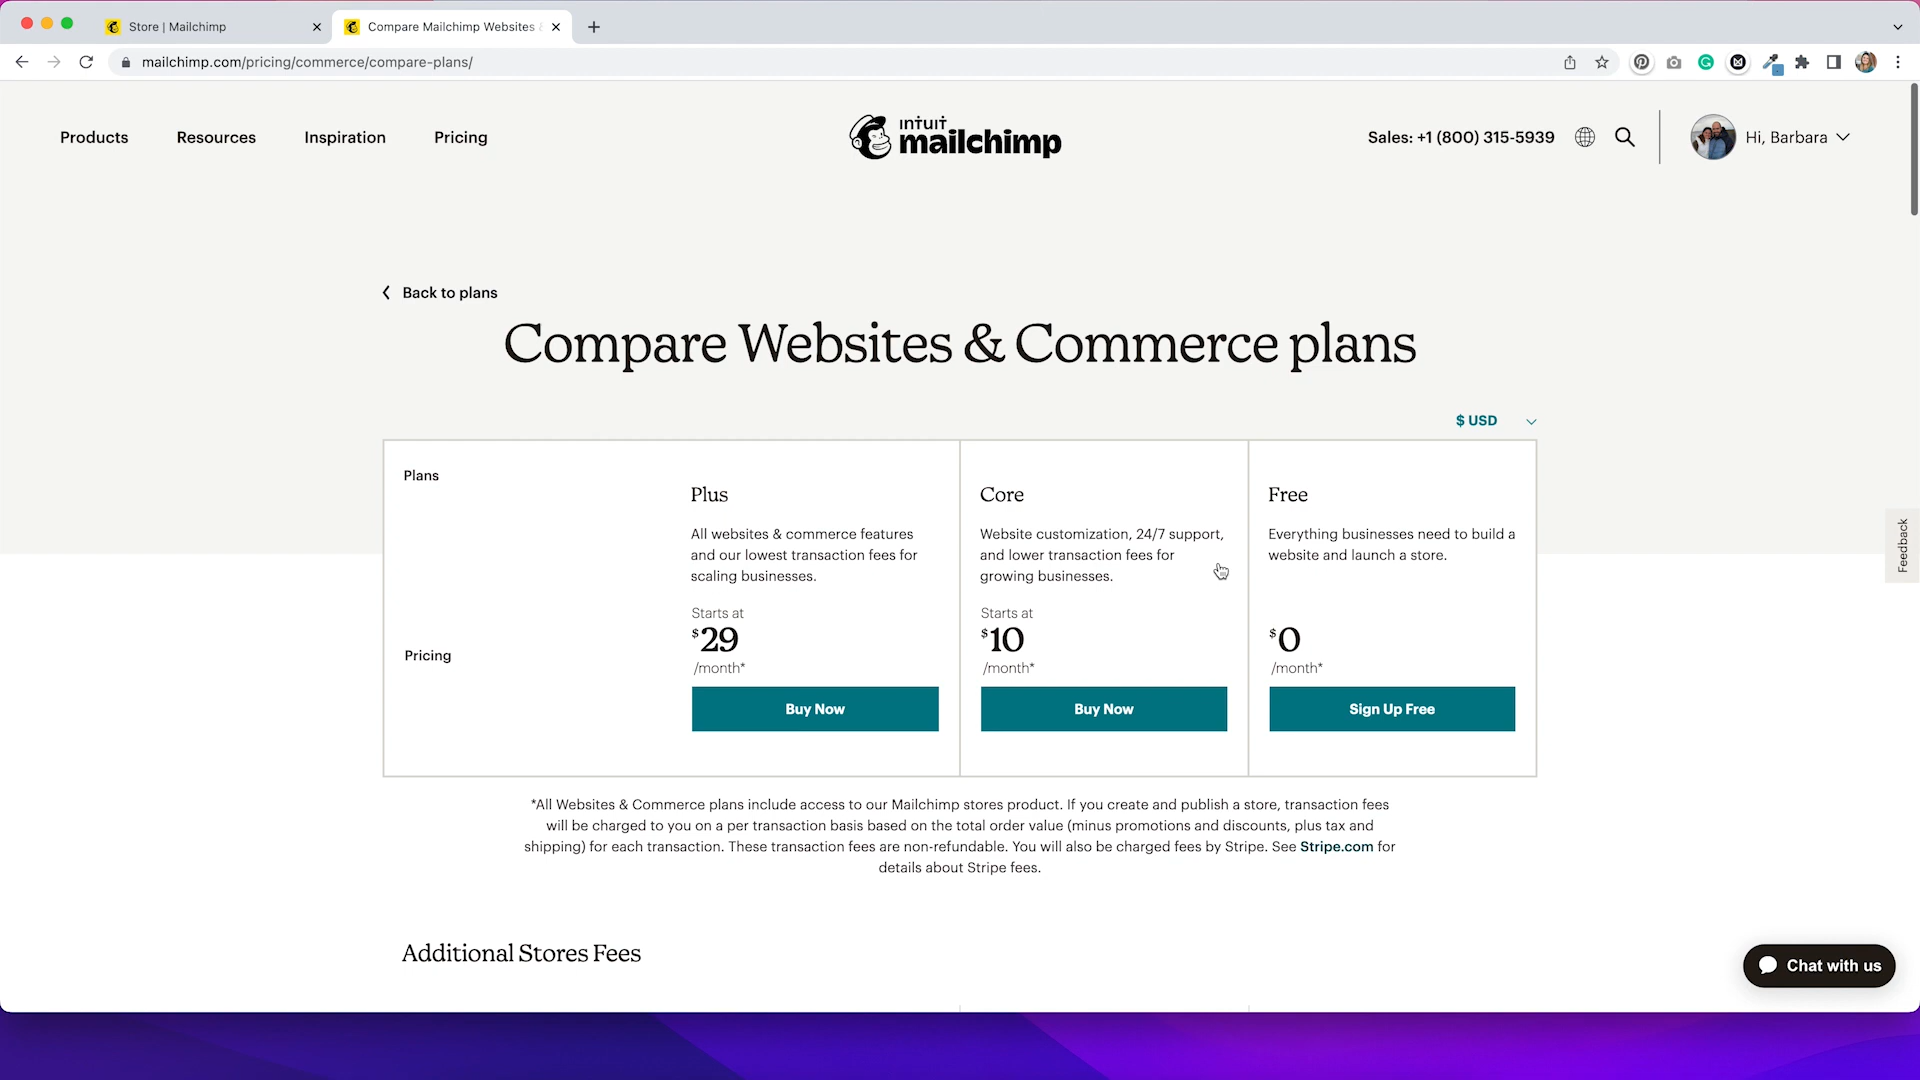 Store | Mailchimp
Compare Mailchimp Websites &
mailchimp.com/pricing/commerce/compare-plans/
Products
Resources
Inspiration
Pricing
intuit
mailchimp
Sales: +1 (800) 315-5939
Hi, Barbara
Back to plans
Compare Websites & Commerce plans
$ USD
Plans
Plus
All websites & commerce features
and our lowest transaction fees for
scaling businesses.
Core
Website customization, 24/7 support,
and lower transaction fees for
growing businesses.
Free
Everything businesses need to build a
website and launch a store.
Pricing
Starts at
$29
/month*
Buy Now
Starts at
$10
/month*
Buy Now
$0
/month*
Sign Up Free
*All Websites & Commerce plans include access to our Mailchimp stores product. If you create and publish a store, transaction fees
will be charged to you on a per transaction basis based on the total order value (minus promotions and discounts, plus tax and
shipping) for each transaction. These transaction fees are non-refundable. You will also be charged fees by Stripe. See Stripe.com for
details about Stripe fees.
Additional Stores Fees
Feedback
Chat with us